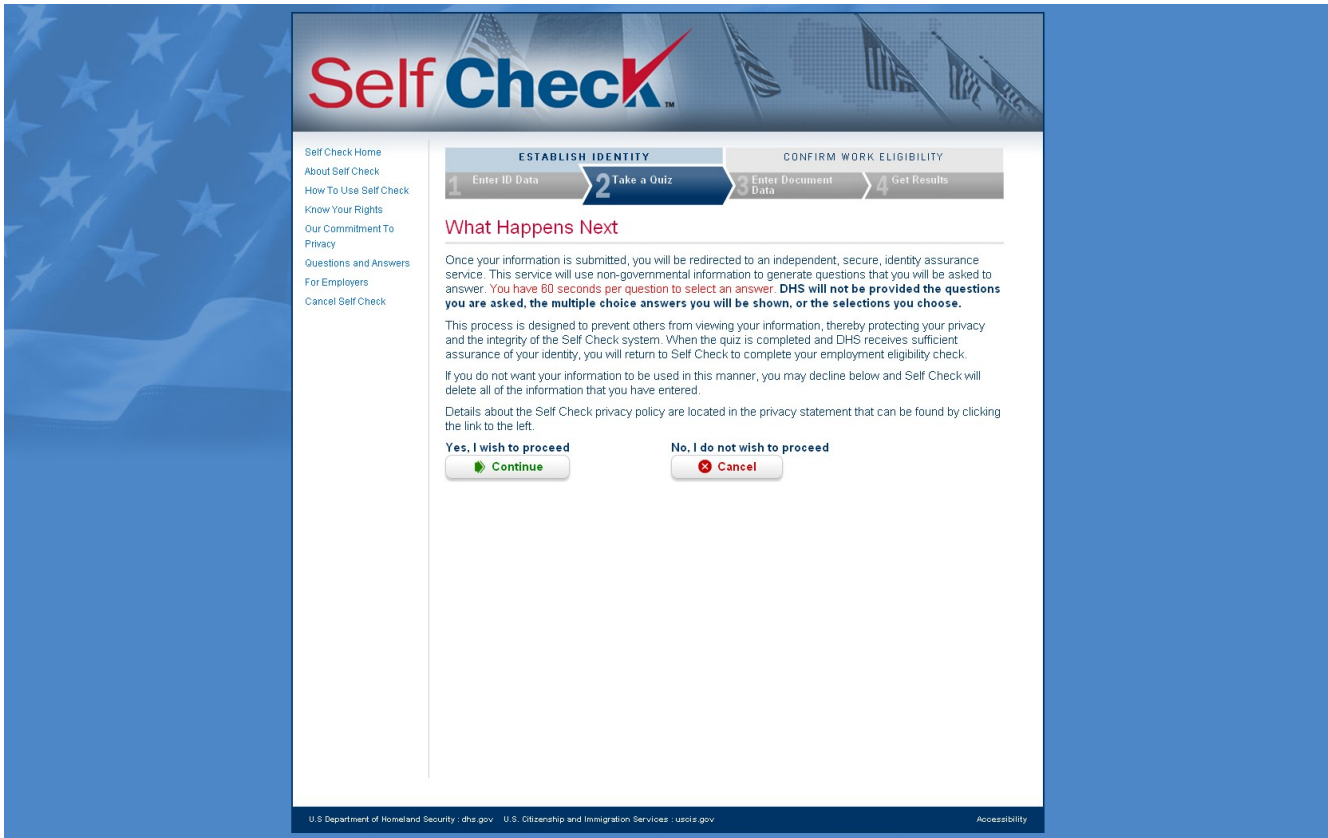 Self Check™
Self Check Home
About Self Check
How To Use Self Check
Know Your Rights
Our Commitment To
Privacy
Questions and Answers
For Employers
Cancel Self Check
ESTABLISH IDENTITY
CONFIRM WORK ELIGIBILITY
1 Enter ID Data
2 Take a Quiz
3 Enter Document
Data
4 Get Results
What Happens Next
Once your information is submitted, you will be redirected to an independent, secure, identity assurance
service. This service will use non-governmental information to generate questions that you will be asked to
answer. You have 60 seconds per question to select an answer. DHS will not be provided the questions
you are asked, the multiple choice answers you will be shown, or the selections you choose.
This process is designed to prevent others from viewing your information, thereby protecting your privacy
and the integrity of the Self Check system. When the quiz is completed and DHS receives sufficient
assurance of your identity, you will return to Self Check to complete your employment eligibility check.
If you do not want your information to be used in this manner, you may decline below and Self Check will
delete all of the information that you have entered.
Details about the Self Check privacy policy are located in the privacy statement that can be found by clicking
the link to the left.
Yes, I wish to proceed
No, I do not wish to proceed
Continue
Cancel
U.S Department of Homeland Security : dhs.gov U.S. Citizenship and Immigration Services : uscis.gov
Accessibility